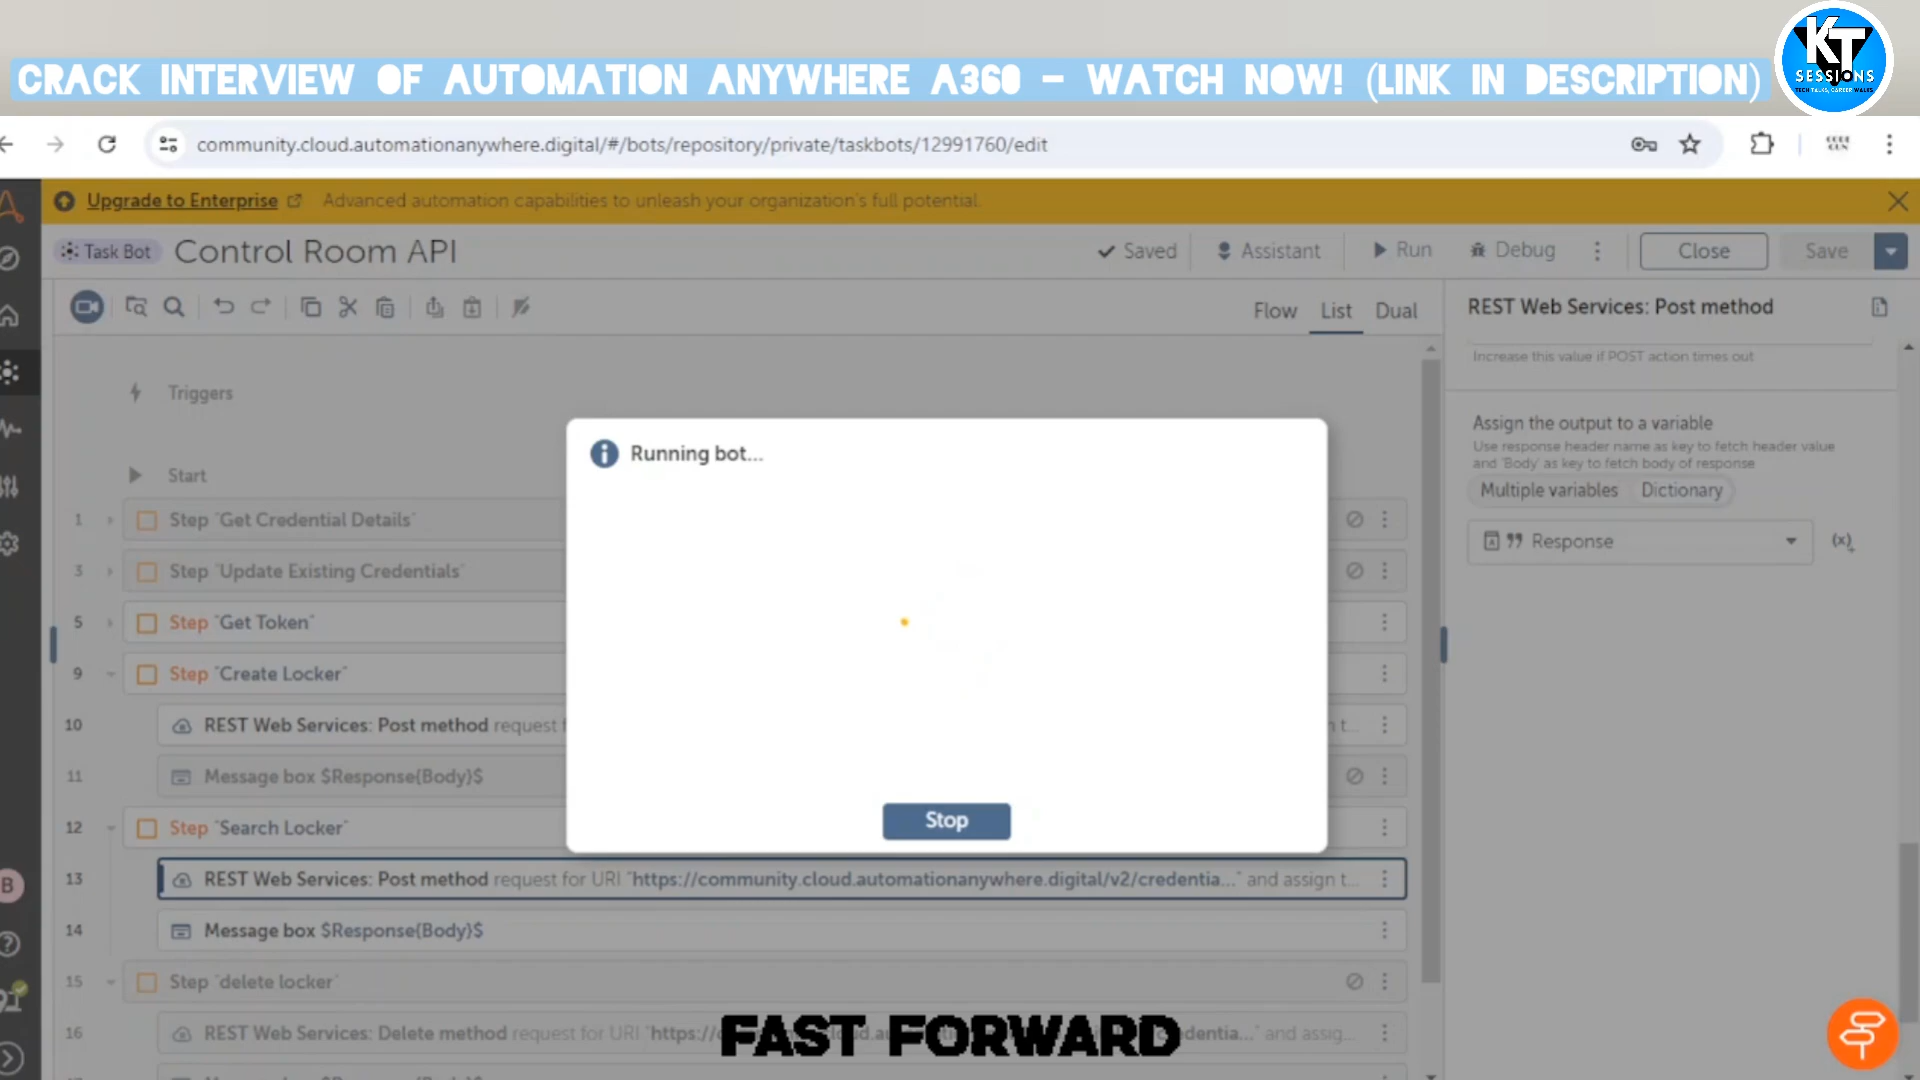 CRACK INTERVIEW OF AUTOMATION ANYWHERE A360 - WATCH NOW! (LINK IN DESCRIPTION)
KT
SESSIONS
TECH TALKS, CAREER WALKS
community.cloud.automationanywhere.digital/#/bots/repository/private/taskbots/12991760/edit
Upgrade to Enterprise Advanced automation capabilities to unleash your organization's full potential.
Task Bot Control Room API Saved Assistant Run Debug Close Save
Flow List Dual
REST Web Services: Post method
Increase this value if POST action times out
Triggers
Assign the output to a variable
Use response header name as key to fetch header value
and 'Body' as key to fetch body of response
Multiple variables Dictionary
Response (x)
Running bot...
Stop
Start
1 Step "Get Credential Details"
3 Step "Update Existing Credentials"
5 Step "Get Token"
9 Step "Create Locker"
10 REST Web Services: Post method request f n t...
11 Message box $Response{Body}$
12 Step "Search Locker"
13 REST Web Services: Post method request for URI "https://community.cloud.automationanywhere.digital/v2/credentia..." and assign t...
14 Message box $Response{Body}$
15 Step "delete locker"
16 REST Web Services: Delete method request for URI "https://c edentia..." and assig...
FAST FORWARD
B